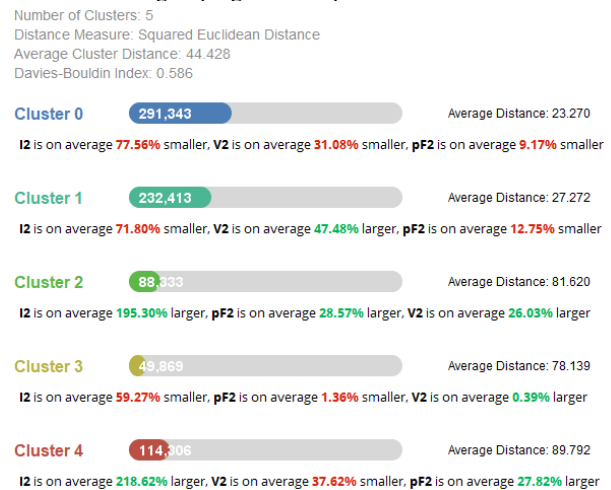 Number of Clusters: 5
Distance Measure: Squared Euclidean Distance
Average Cluster Distance: 44.428
Davies-Bouldin Index: 0.586
Cluster 0 291,343 Average Distance: 23.270
I2 is on average 77.56% smaller, V2 is on average 31.08% smaller, pF2 is on average 9.17% smaller
Cluster 1 232,413 Average Distance: 27.272
I2 is on average 71.80% smaller, V2 is on average 47.48% larger, pF2 is on average 12.75% smaller
Cluster 2 88,333 Average Distance: 81.620
I2 is on average 195.30% larger, pF2 is on average 28.57% larger, V2 is on average 26.03% larger
Cluster 3 49,869 Average Distance: 78.139
I2 is on average 59.27% smaller, pF2 is on average 1.36% smaller, V2 is on average 0.39% larger
Cluster 4 114,306 Average Distance: 89.792
I2 is on average 218.62% larger, V2 is on average 37.62% smaller, pF2 is on average 27.82% larger